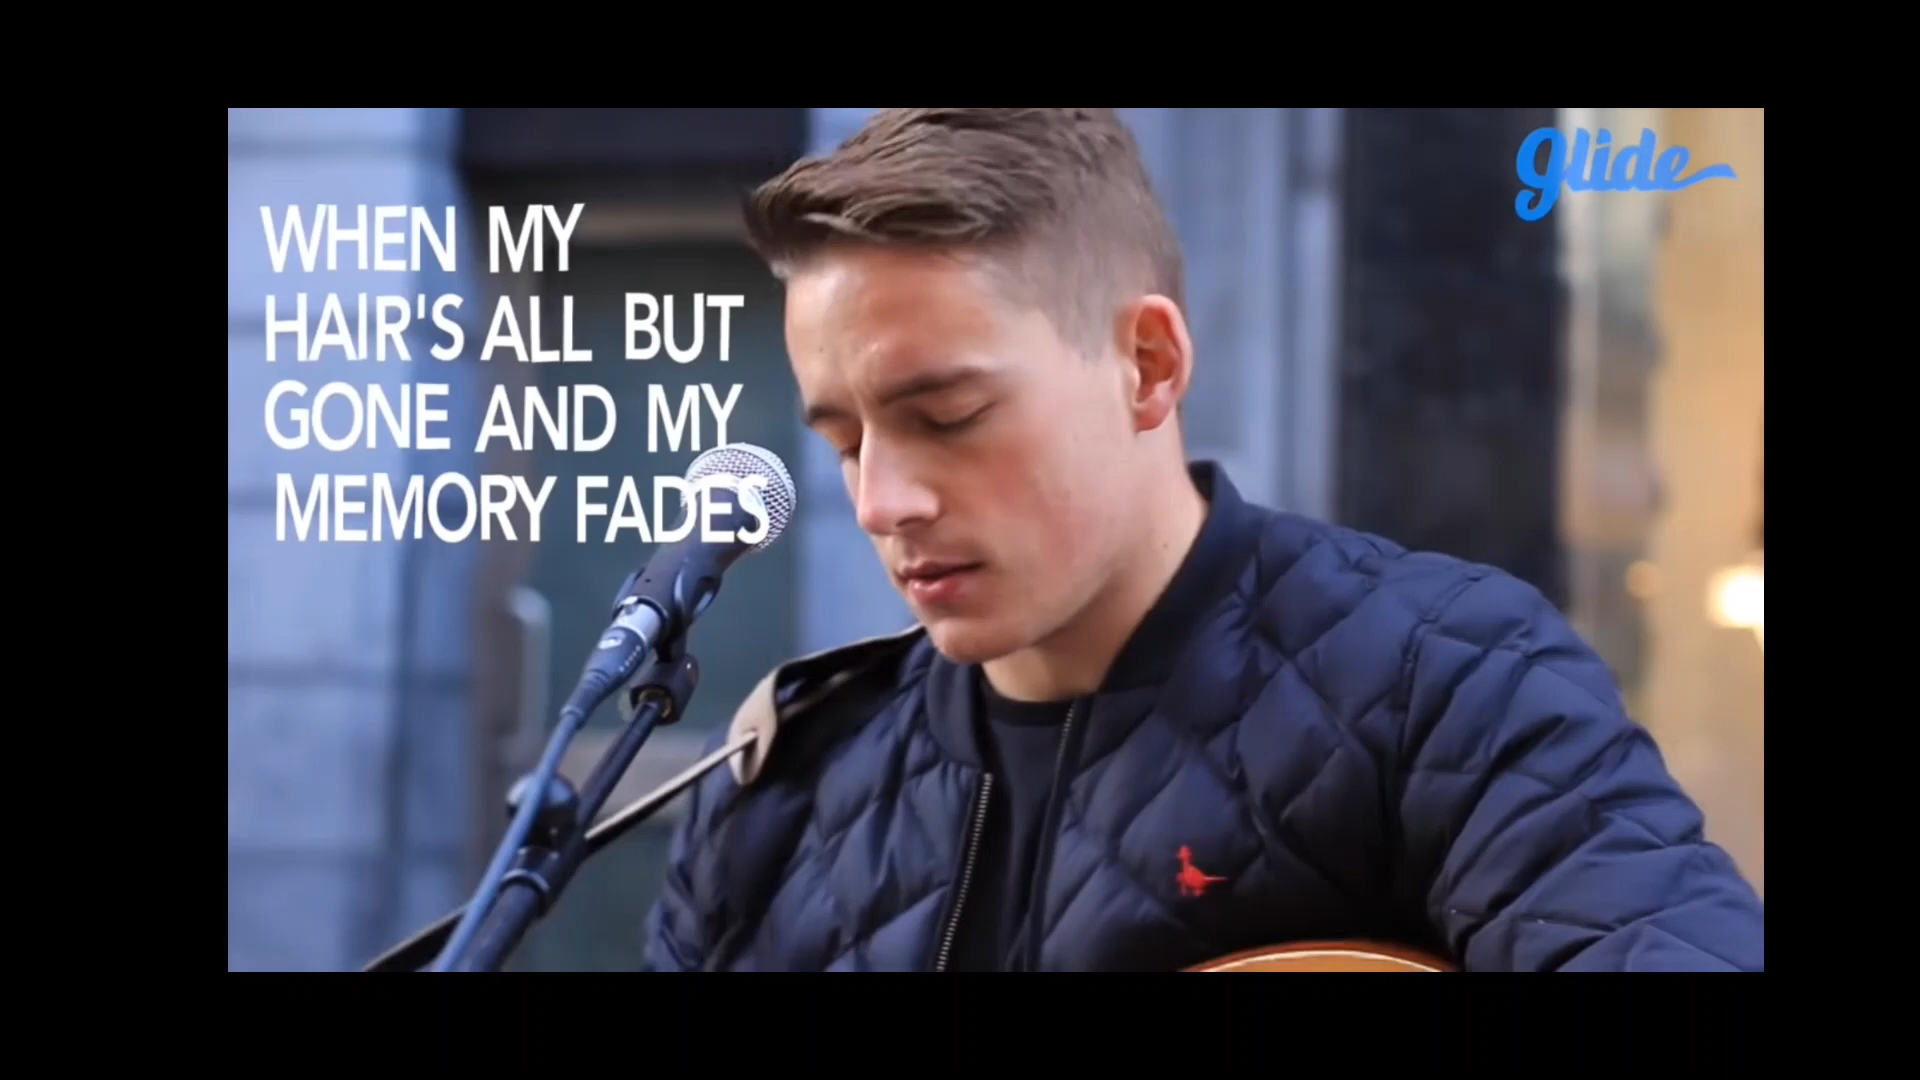 glide
WHEN MY
HAIR'S ALL BUT
GONE AND MY
MEMORY FADES